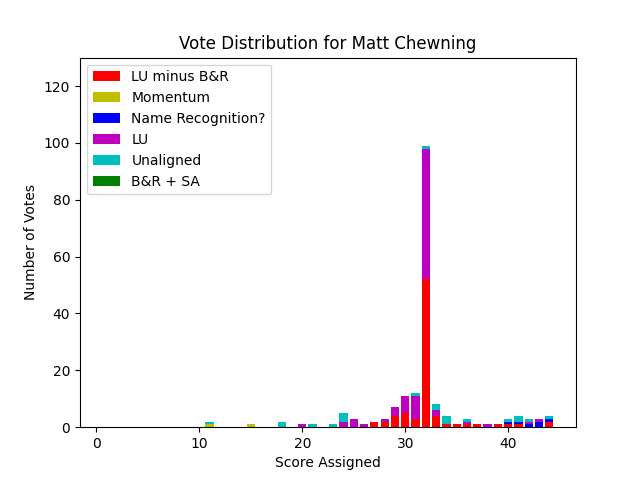 Vote Distribution for Matt Chewning
LU minus B&R
Momentum
Name Recognition?
LU
Unaligned
B&R + SA
120
100
80
60
40
20
0
Number of Votes
0 10 20 30 40
Score Assigned